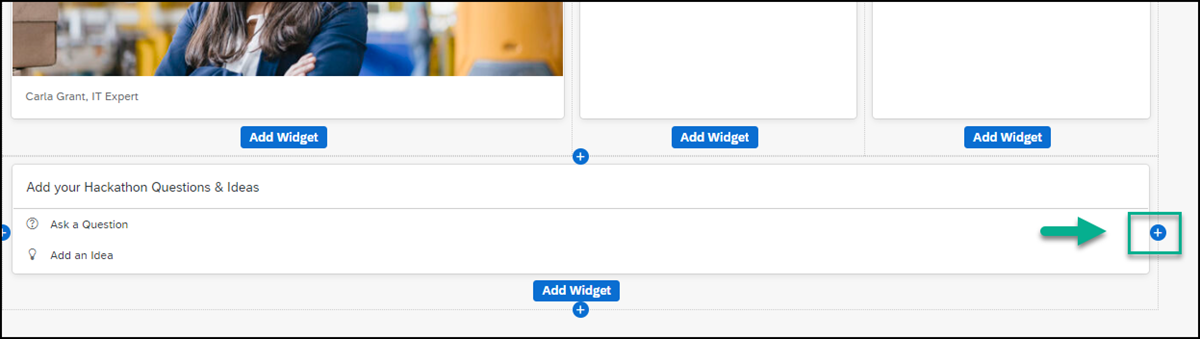 Carla Grant, IT Expert
Add Widget Add Widget Add Widget
Add your Hackathon Questions & Ideas
Ask a Question
Add an Idea
Add Widget